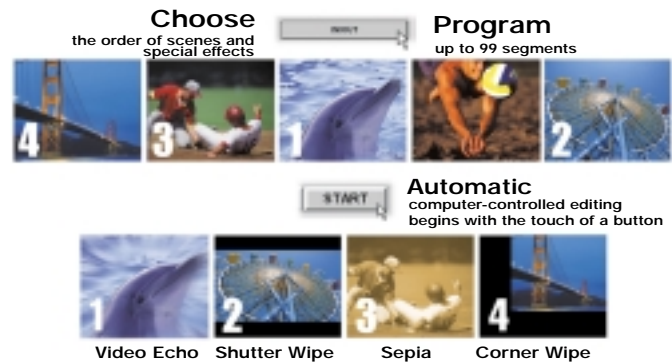 Choose
the order of scenes and
special effects
Program
up to 99 segments
4
3
1
2
START
Automatic
computer-controlled editing
begins with the touch of a button
1
2
3
4
Video Echo
Shutter Wipe
Sepia
Corner Wipe